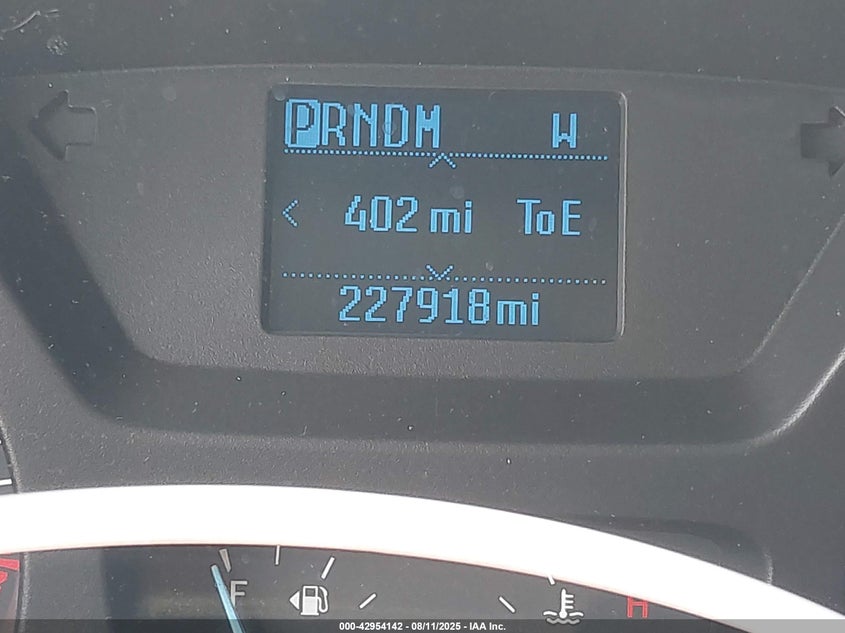 PRNDM W
< 402 mi ToE
227918mi
F H
000-42954142 - 08/11/2025 - IAA Inc.